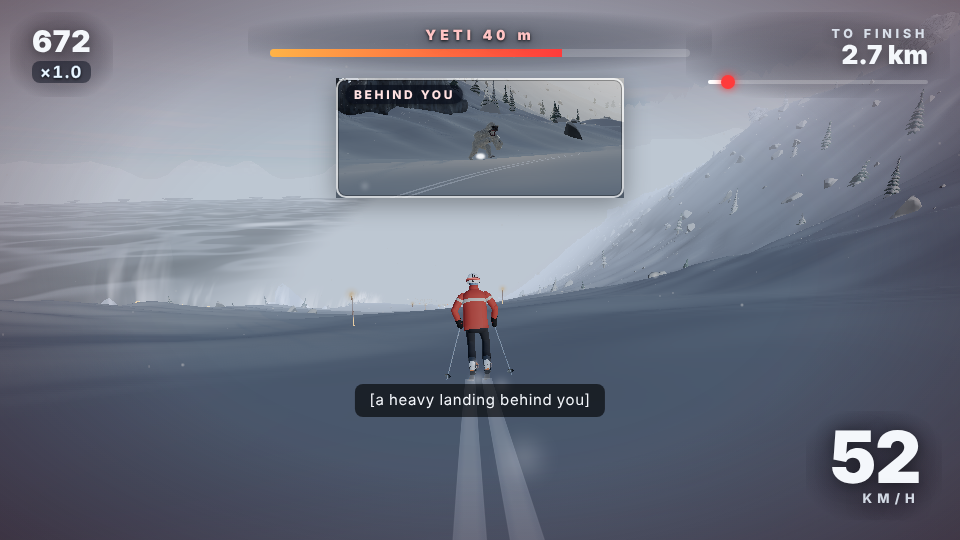 672
×1.0
YETI 40 m
TO FINISH
2.7 km
BEHIND YOU
[a heavy landing behind you]
52
KM/H